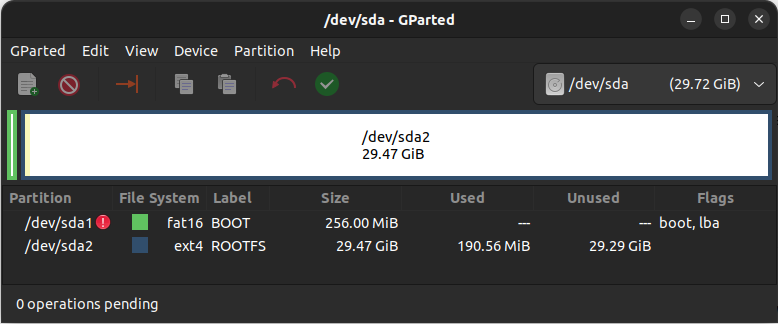 /dev/sda - GParted
GParted Edit View Device Partition Help
/dev/sda (29.72 GiB)
/dev/sda2
29.47 GiB
Partition File System Label Size Used Unused Flags
/dev/sda1 fat16 BOOT 256.00 MiB --- --- boot, lba
/dev/sda2 ext4 ROOTFS 29.47 GiB 190.56 MiB 29.29 GiB
0 operations pending